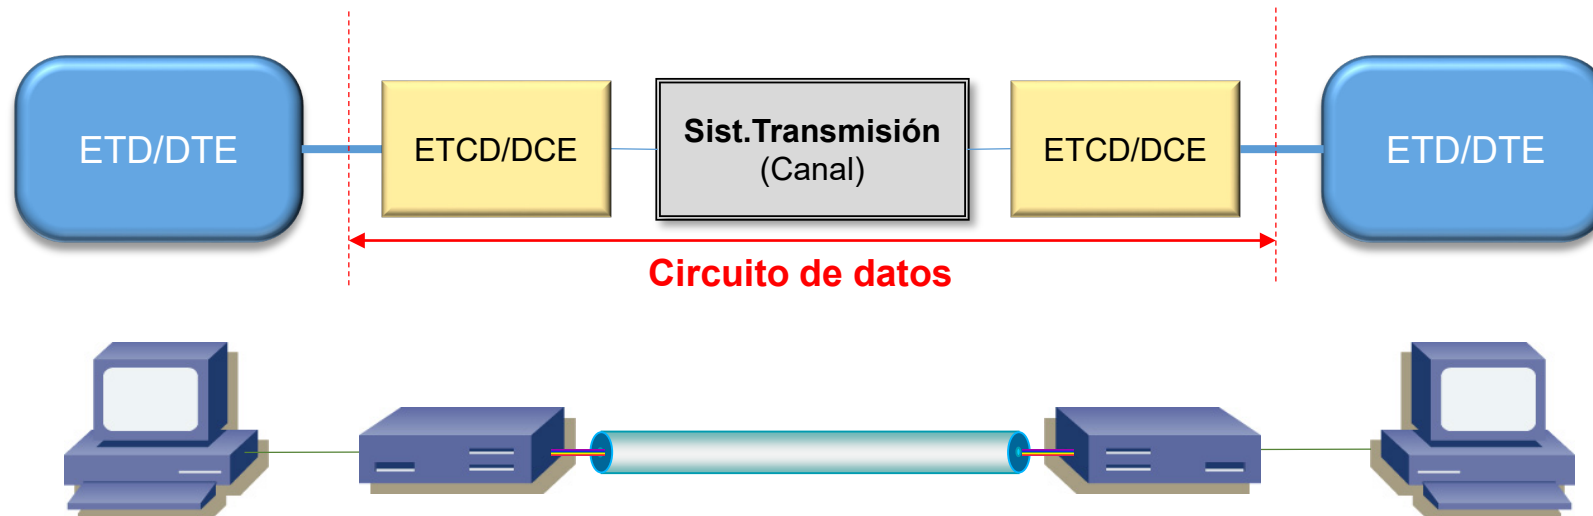 ETD/DTE
ETCD/DCE
Sist.Transmisión
(Canal)
ETCD/DCE
ETD/DTE
Circuito de datos